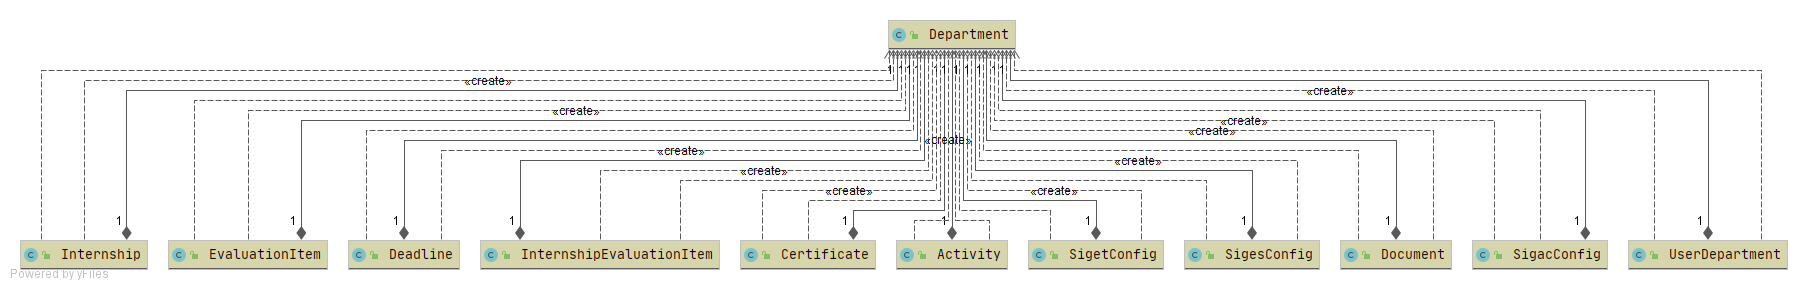 Department
1 1 1 1 1 1 1 1 1
«create»
«create»
«create»
«create»
«create»
«create»
«create»
«create»
«create»
«create»
«create»
1 1 1 1 1 1 1 1 1 1 1
Internship EvaluationItem Deadline InternshipEvaluationItem Certificate Activity SigetConfig SigesConfig Document SigacConfig UserDepartment
Powered by yFiles